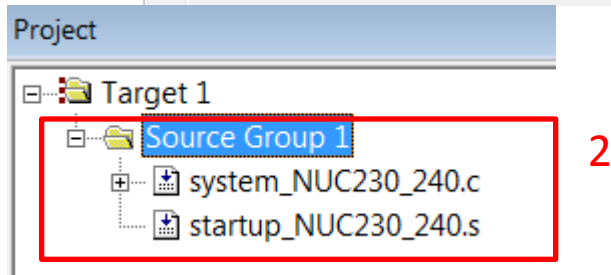 Project
Target 1
Source Group 1
2
system_NUC230_240.c
startup_NUC230_240.s